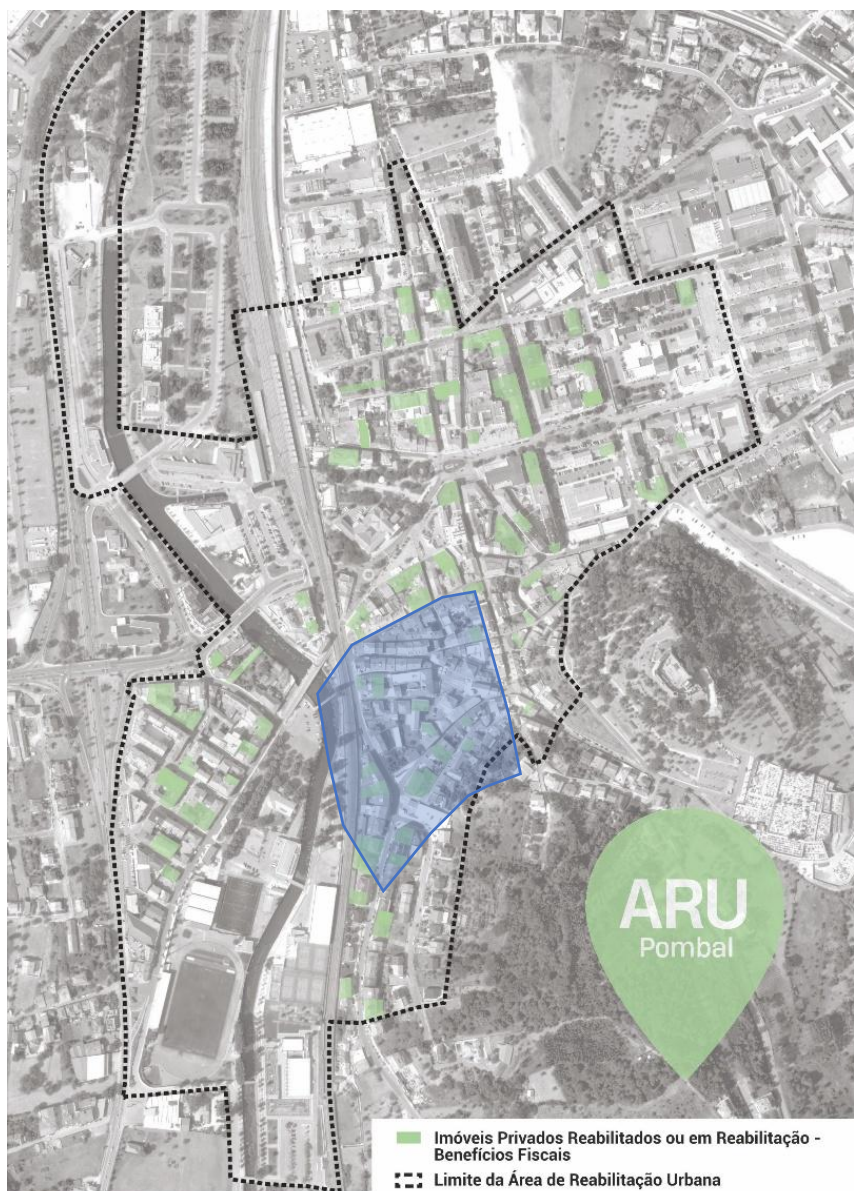 ARU
Pombal
Imóveis Privados Reabilitados ou em Reabilitação -
Benefícios Fiscais
Limite da Área de Reabilitação Urbana